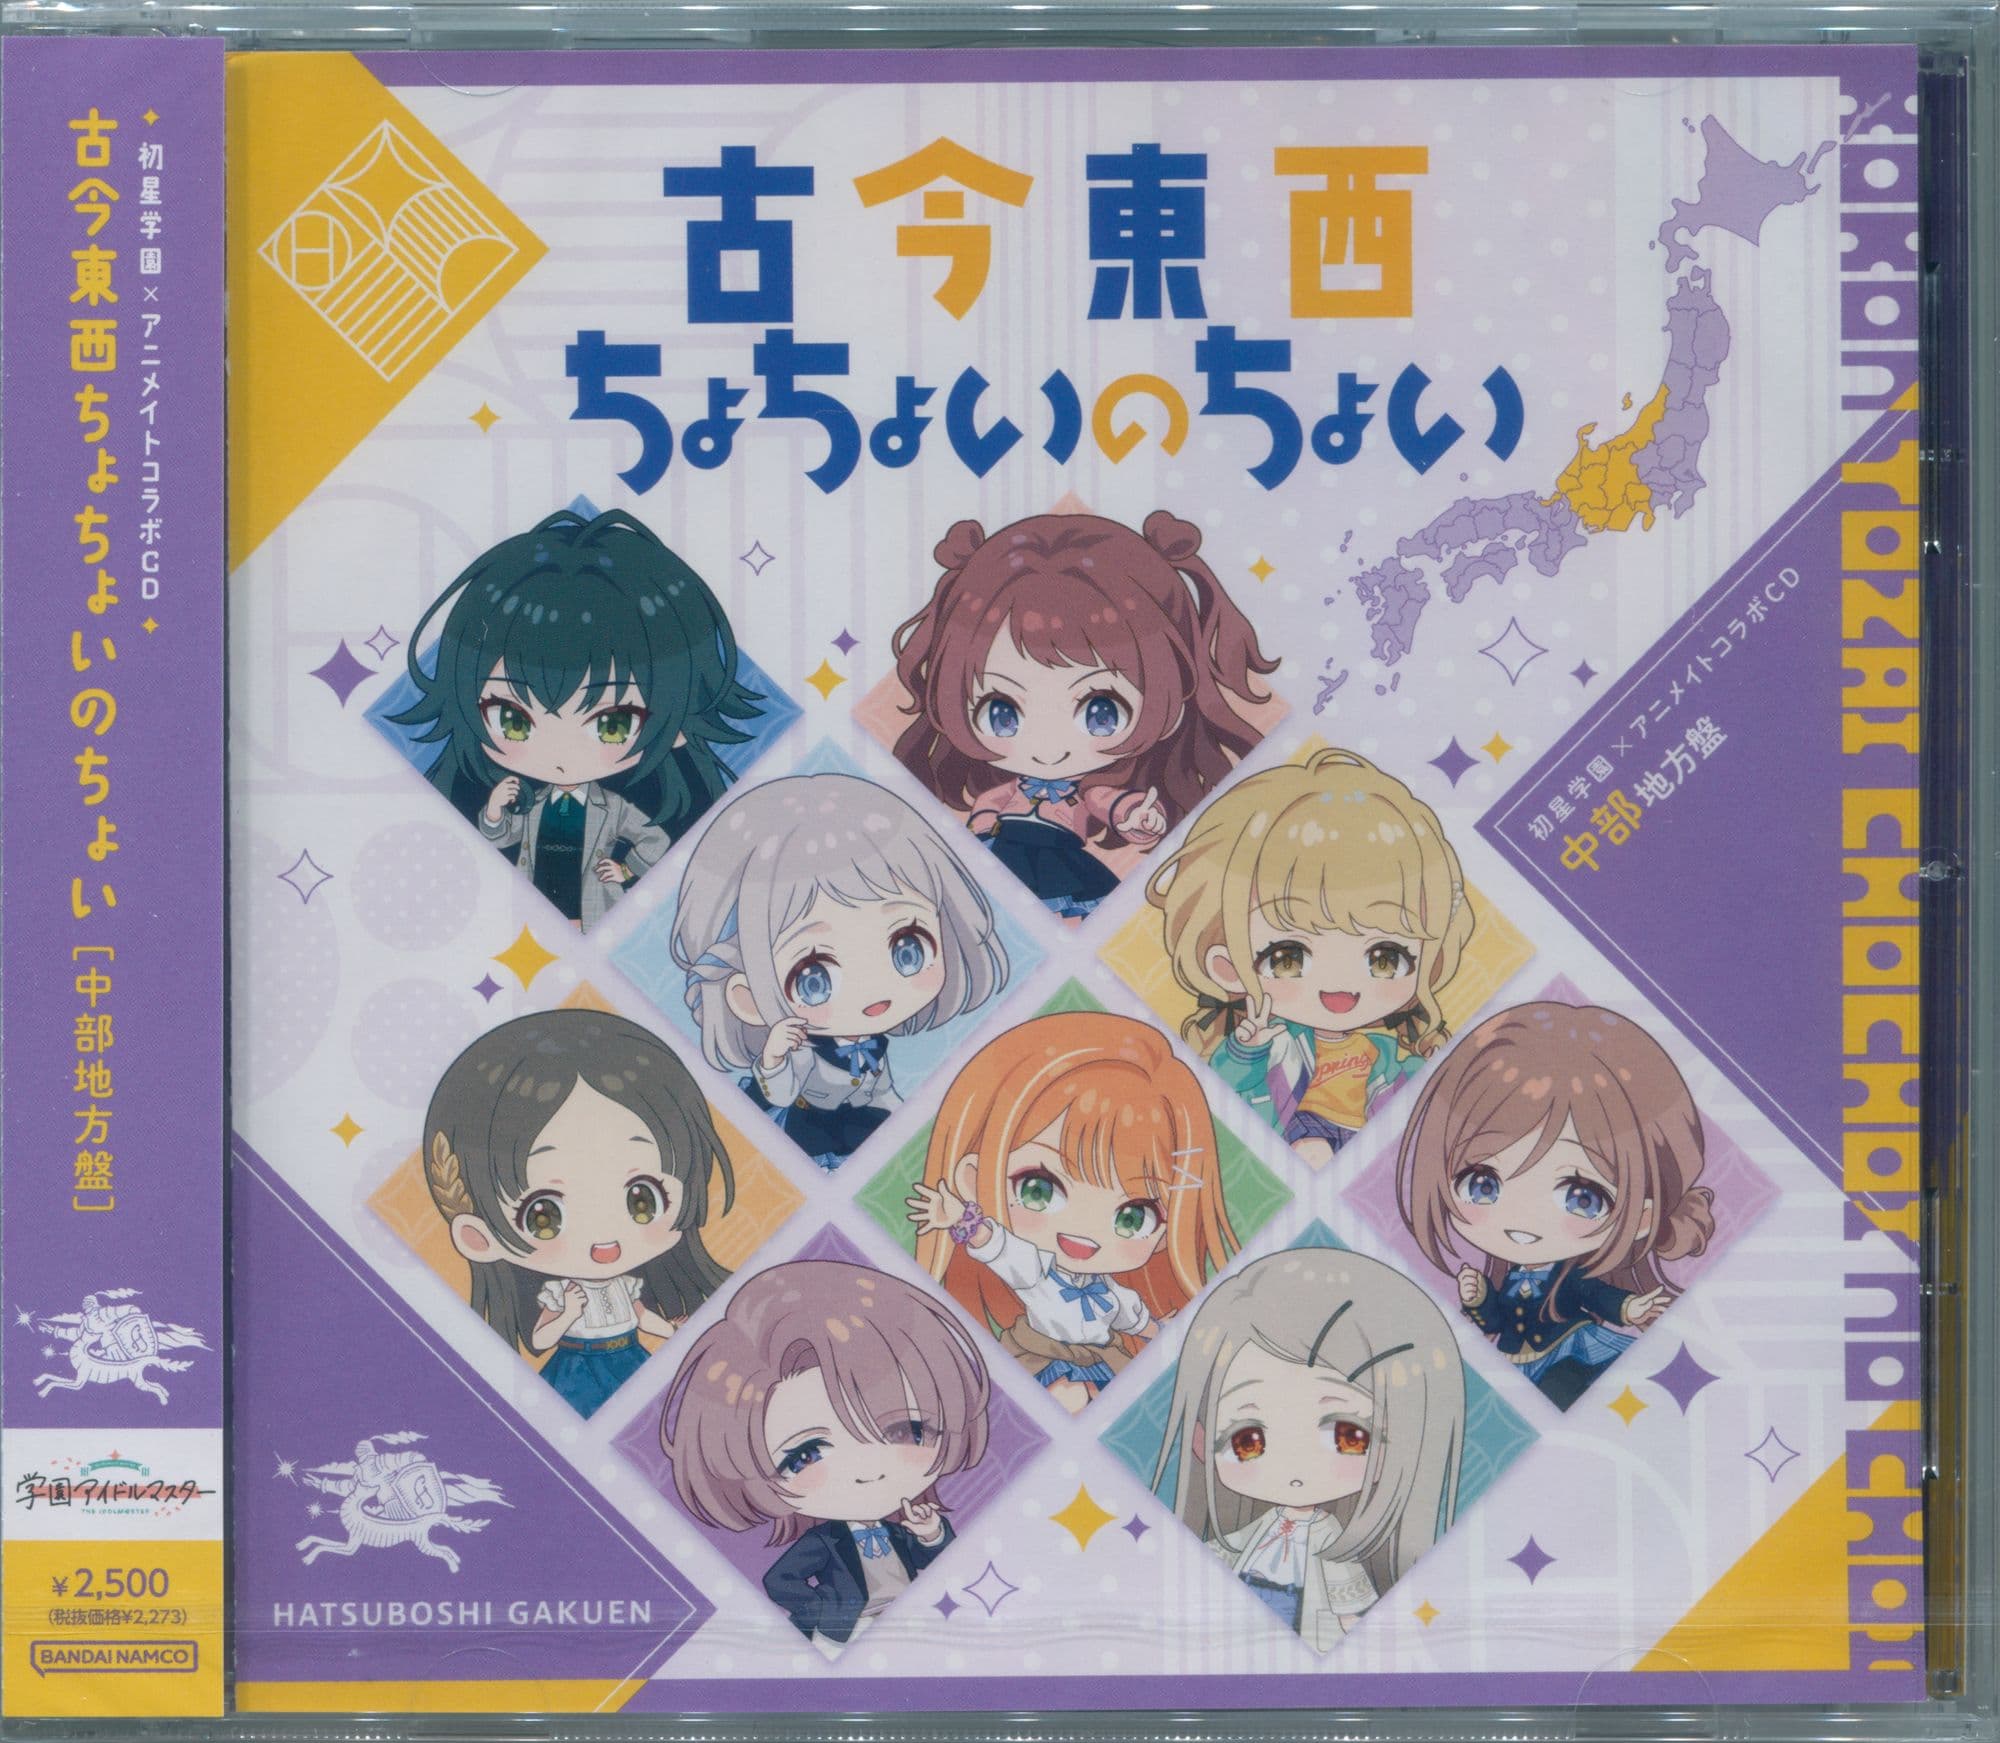 ✦初星学園×アニメイトコラボCD✦
古今東西ちょちょいのちょい[中部地方盤]
学園アイドルマスター
THE IDOLM@STER
¥2,500
(税抜価格¥2,273)
BANDAI NAMCO
古今東西
ちょちょいのちょい
初星学園×アニメイトコラボCD
中部地方盤
Spring
HATSUBOSHI GAKUEN
KOKON TOZAI CHOCHOI NO CHOI